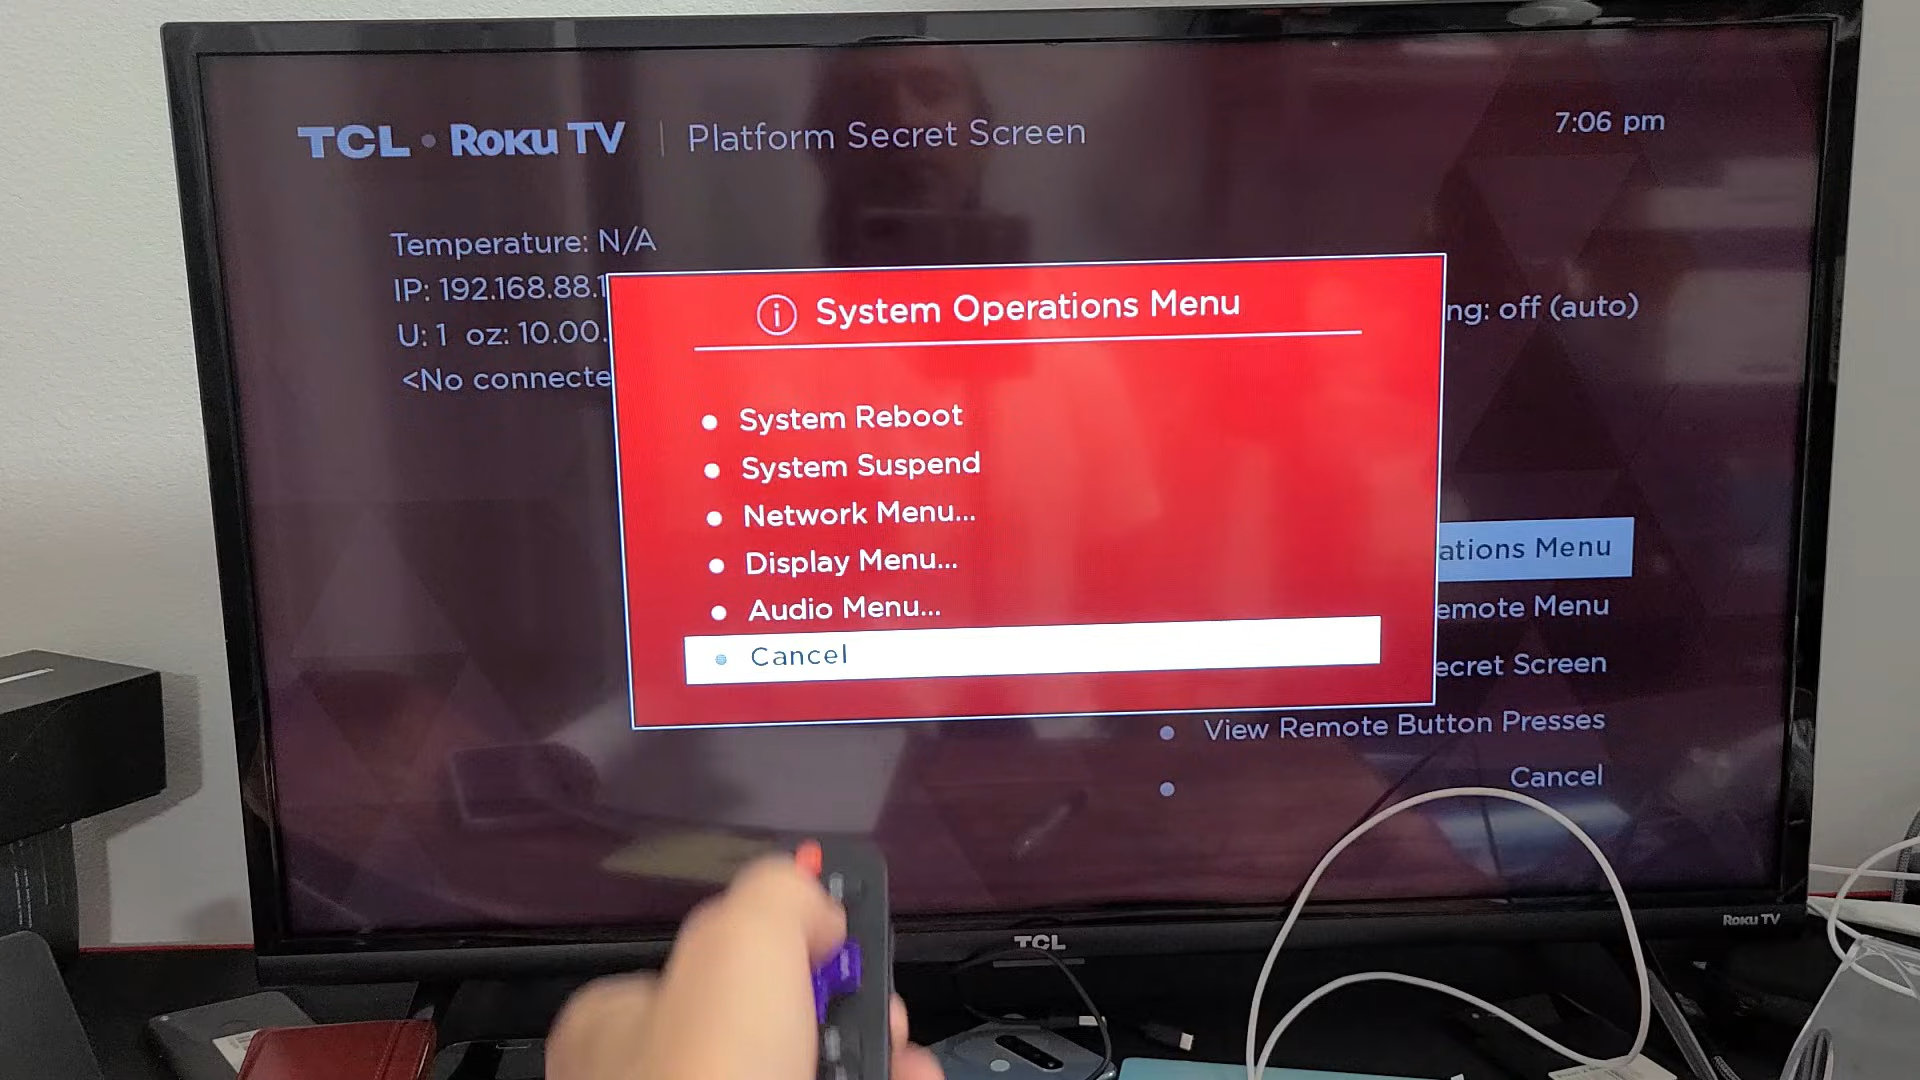 TCL • Roku TV | Platform Secret Screen
7:06 pm
Temperature: N/A
IP: 192.168.88.1
U: 1 oz: 10.00.
<No connecte
ng: off (auto)
System Operations Menu
• System Reboot
• System Suspend
• Network Menu...
• Display Menu...
• Audio Menu...
• Cancel
ations Menu
emote Menu
ecret Screen
• View Remote Button Presses
• Cancel
TCL
Roku TV